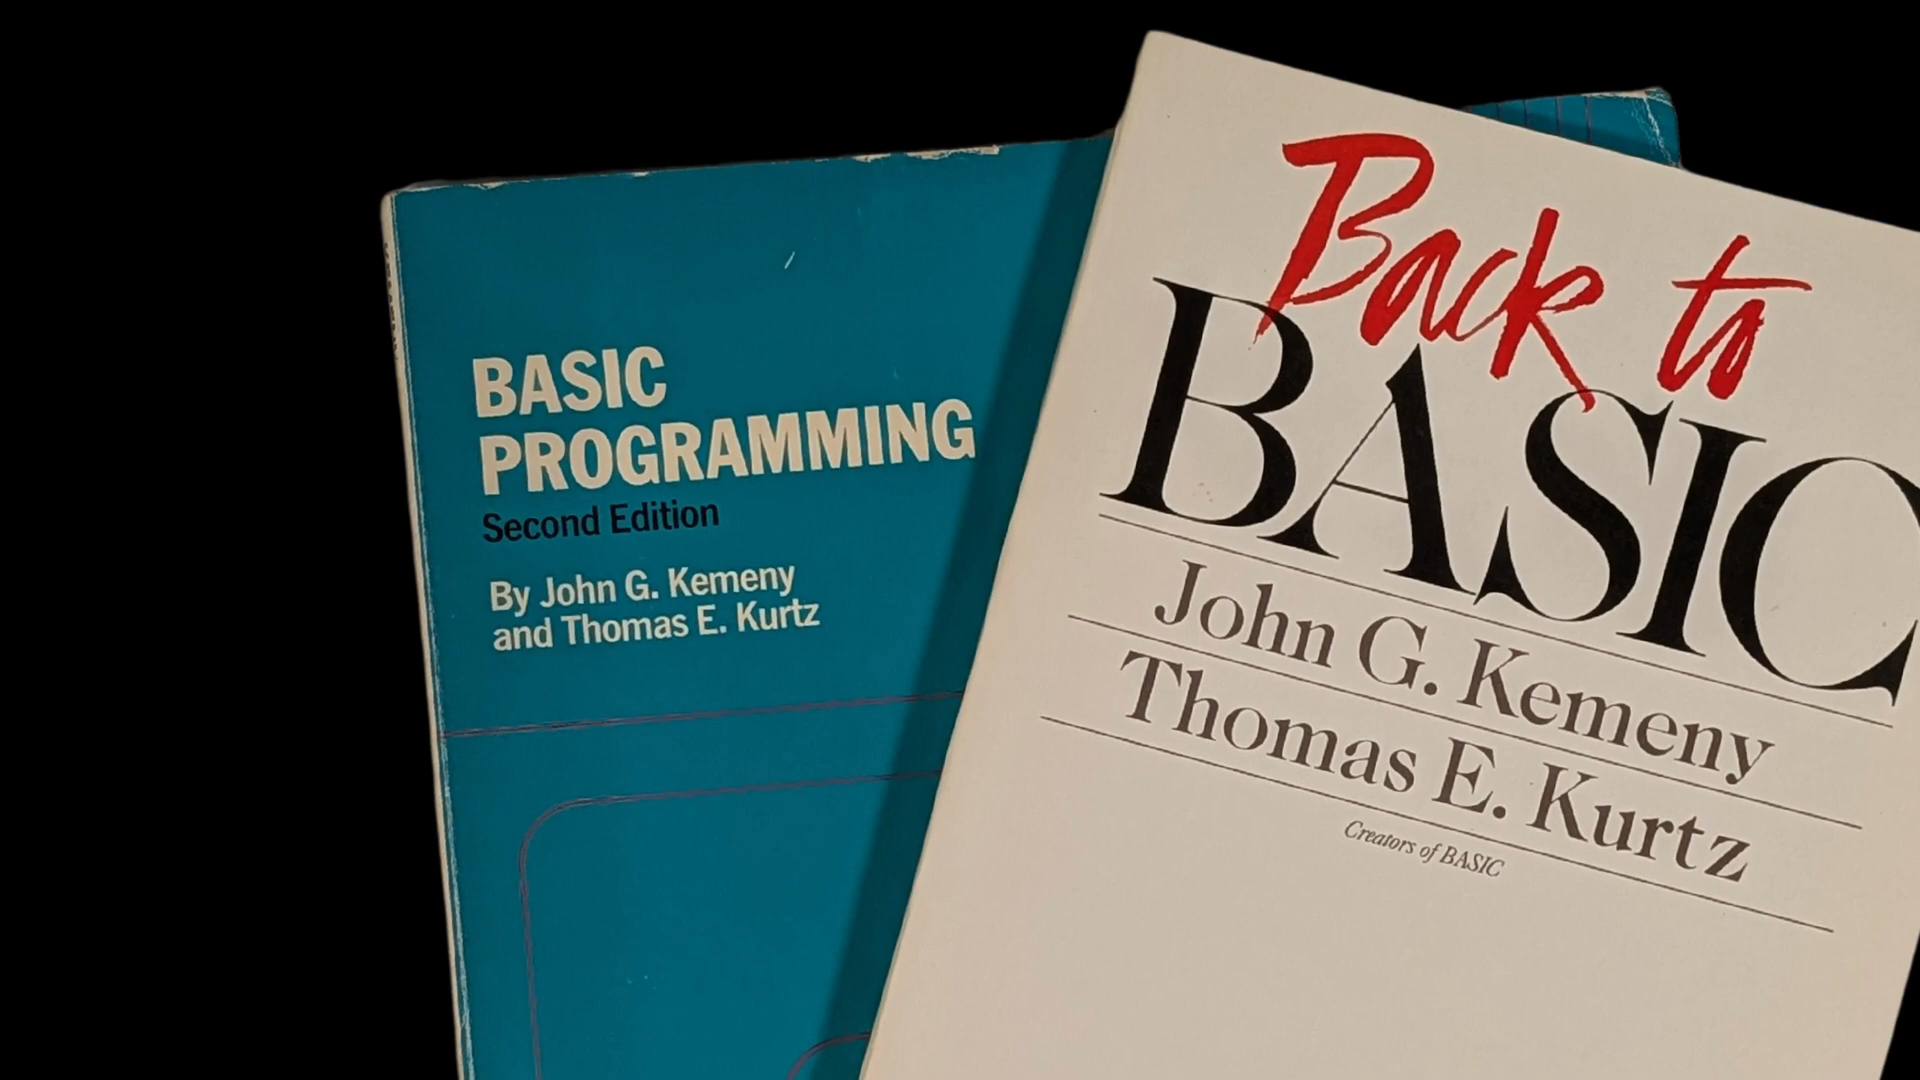 BASIC
PROGRAMMING
Second Edition
By John G. Kemeny
and Thomas E. Kurtz
Back to
BASIC
John G. Kemeny
Thomas E. Kurtz
Creators of BASIC